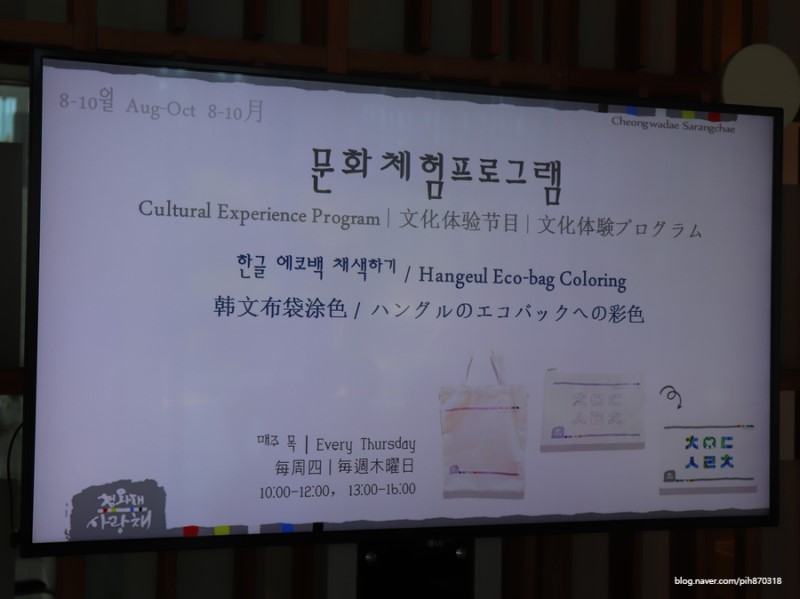 8-10월 Aug-Oct 8-10月
Cheongwadae Sarangchae
문화체험프로그램
Cultural Experience Program | 文化体验节目 | 文化体験プログラム
한글 에코백 채색하기 / Hangeul Eco-bag Coloring
韩文布袋涂色 / ハングルのエコバックへの彩色
매주 목 | Every Thursday
每周四 | 毎週木曜日
10:00-12:00, 13:00-16:00
청와대
사랑채
blog.naver.com/pih870318